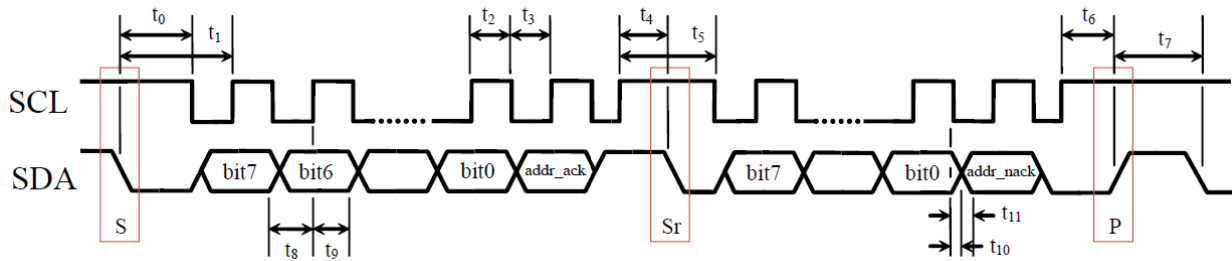 t0 t2 t3 t4 t6
t1 t5 t7
SCL
SDA bit7 bit6 bit0 addr_ack bit7 bit0 addr_nack
S Sr t11 P
t8 t9 t10